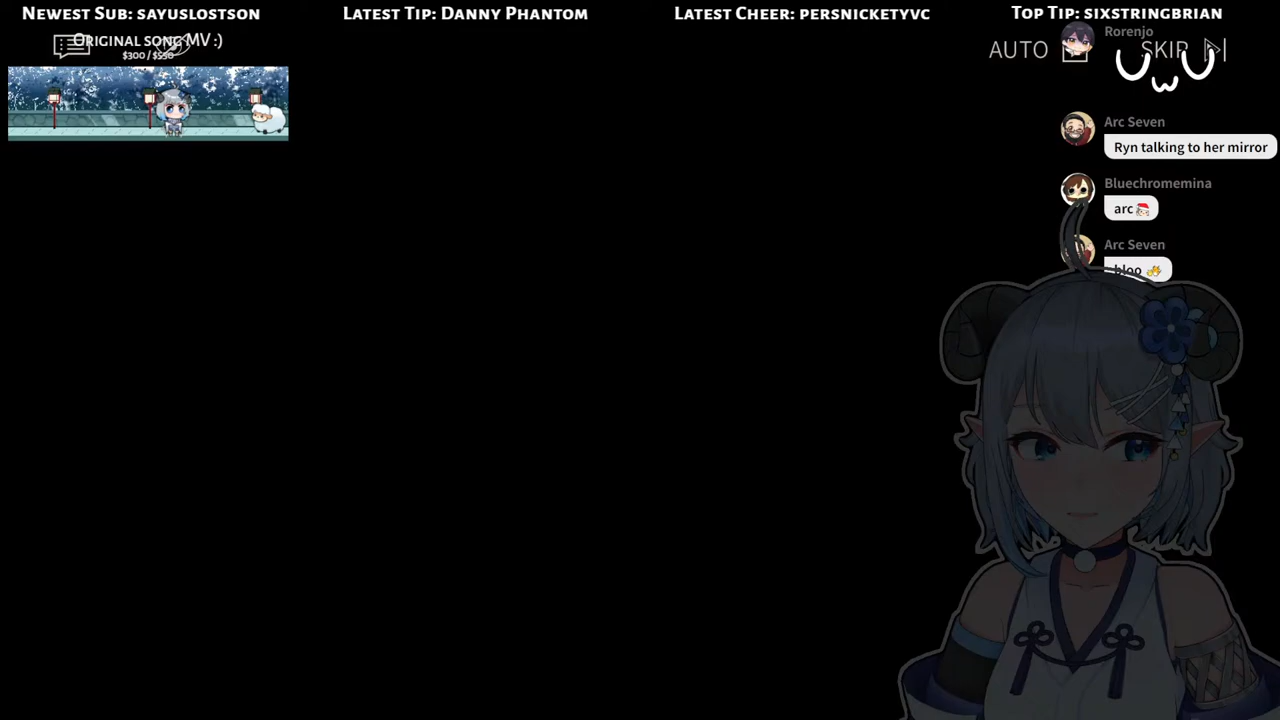 Newest Sub: sayuslostson
Latest Tip: Danny Phantom
Latest Cheer: persnicketyvc
Top Tip: sixstringbrian
Original song MV :)
$300 / $550
AUTO
SKIP
Rorenjo
UwU
Arc Seven
Ryn talking to her mirror
Bluechromemina
arc
Arc Seven
bloo